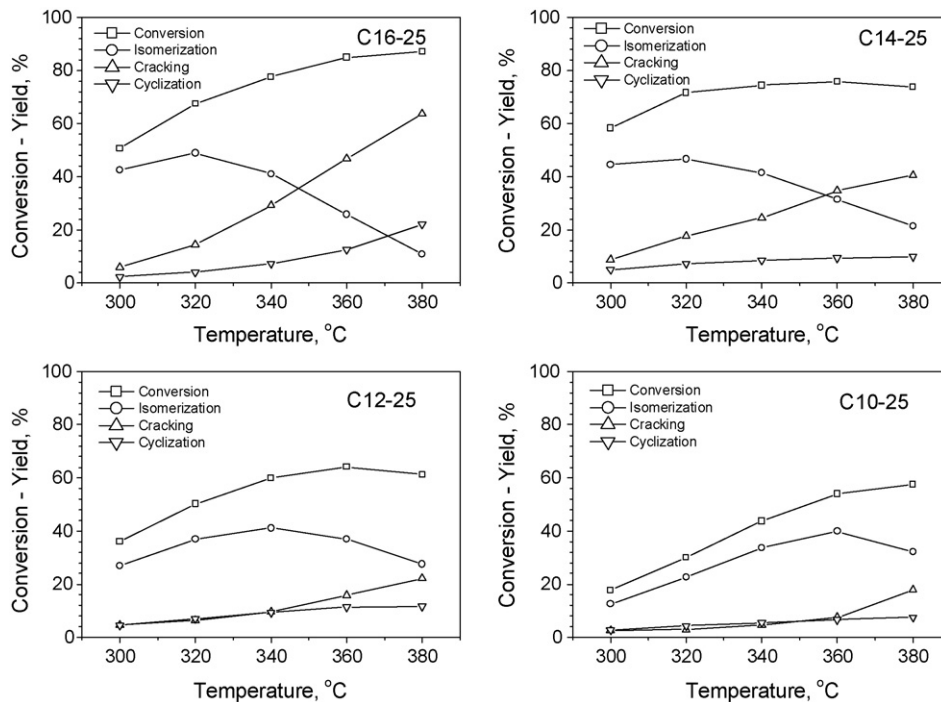 C16-25
Conversion
Isomerization
Cracking
Cyclization
100
80
60
40
20
0
Conversion - Yield, %
300 320 340 360 380
Temperature, °C
C14-25
Conversion
Isomerization
Cracking
Cyclization
100
80
60
40
20
0
Conversion - Yield, %
300 320 340 360 380
Temperature, °C
C12-25
Conversion
Isomerization
Cracking
Cyclization
100
80
60
40
20
0
Conversion - Yield, %
300 320 340 360 380
Temperature, °C
C10-25
Conversion
Isomerization
Cracking
Cyclization
100
80
60
40
20
0
Conversion - Yield, %
300 320 340 360 380
Temperature, °C